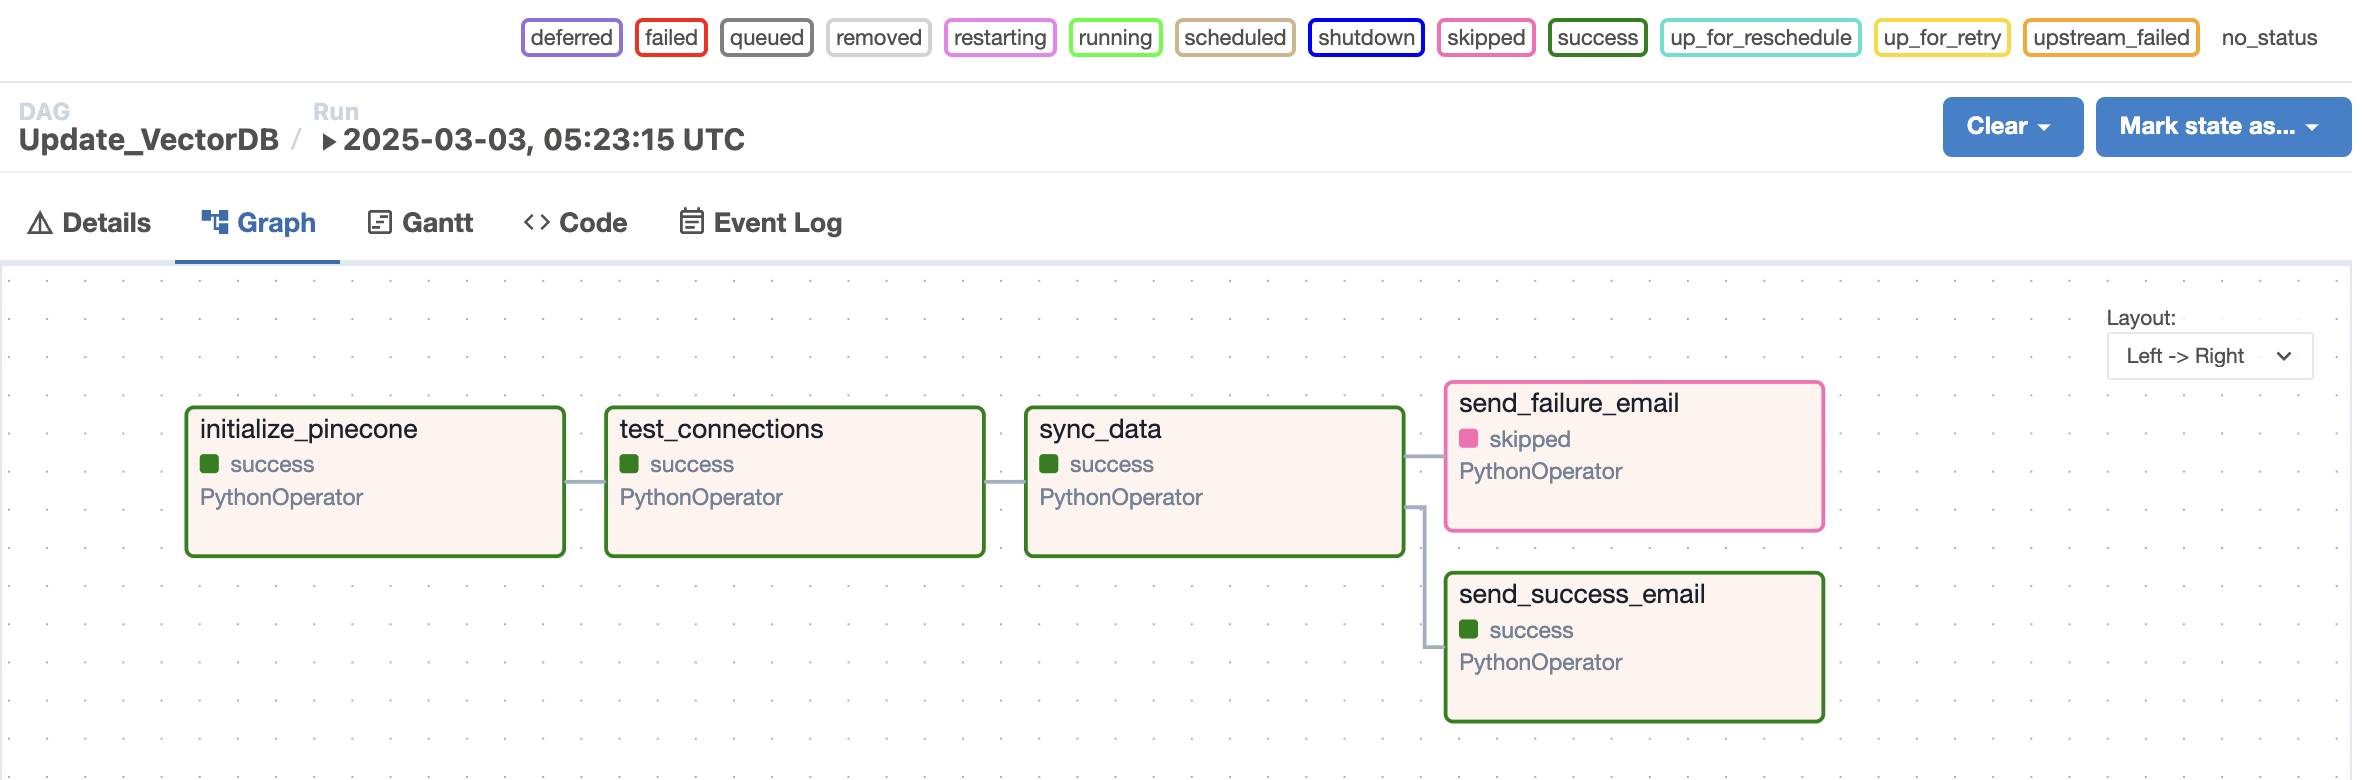 deferred failed queued removed restarting running scheduled shutdown skipped success up_for_reschedule up_for_retry upstream_failed no_status
DAG Run
Update_VectorDB / 2025-03-03, 05:23:15 UTC
Clear Mark state as...
Details Graph Gantt <> Code Event Log
Layout:
Left -> Right
initialize_pinecone
success
PythonOperator
test_connections
success
PythonOperator
sync_data
success
PythonOperator
send_failure_email
skipped
PythonOperator
send_success_email
success
PythonOperator